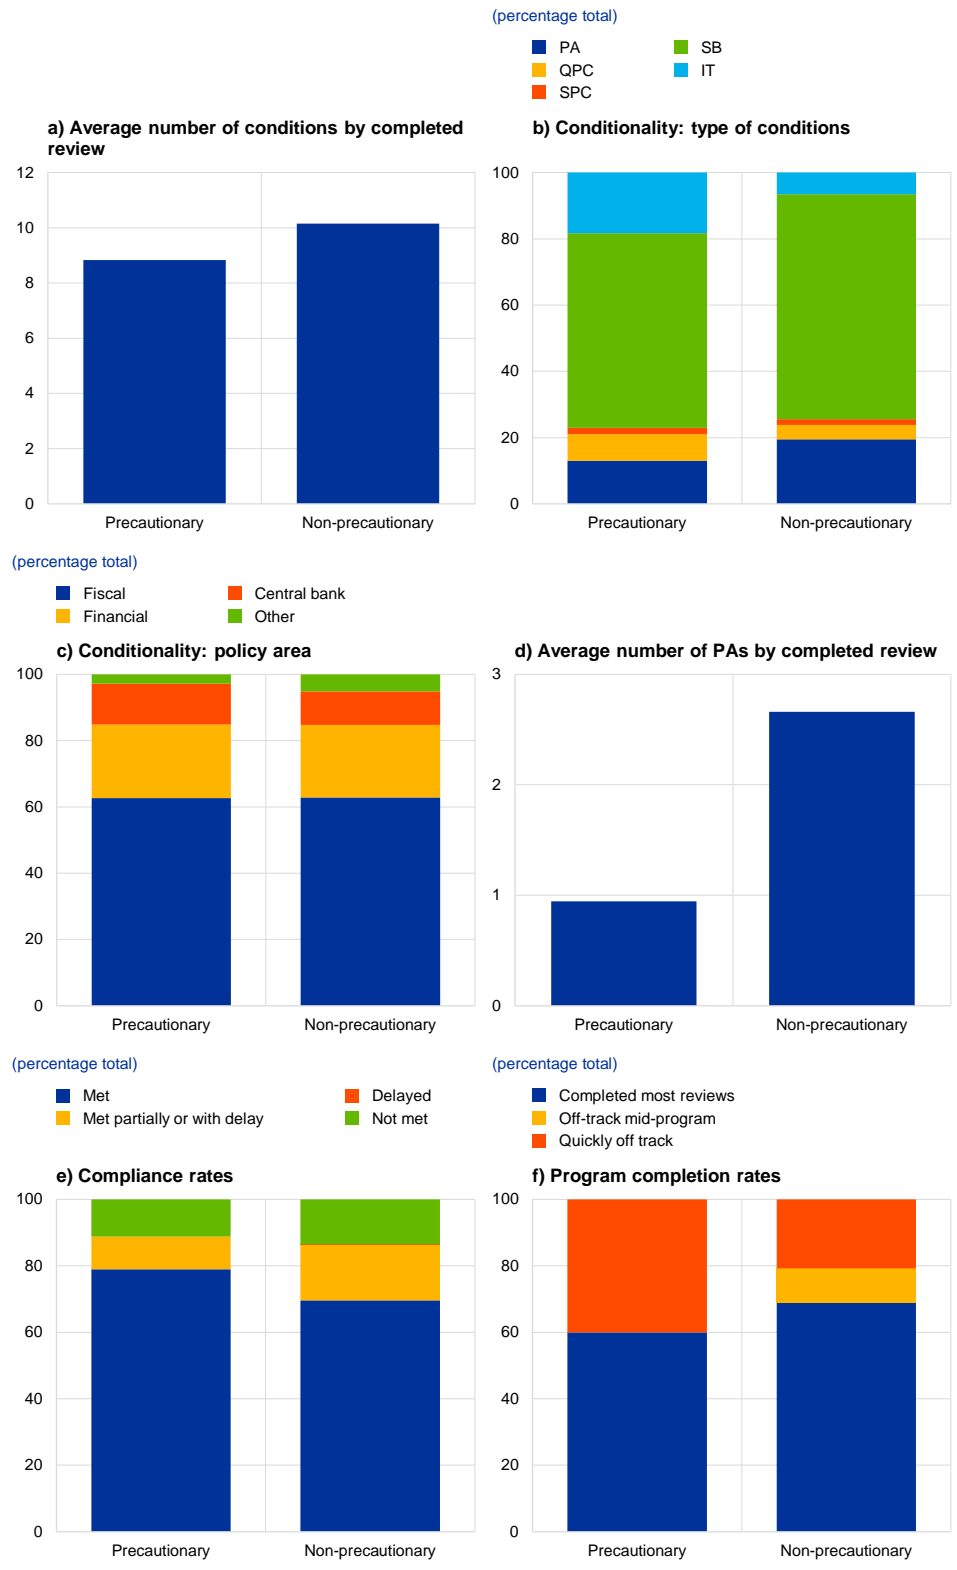 (percentage total)
PA
SB
QPC
IT
SPC
a) Average number of conditions by completed
review
b) Conditionality: type of conditions
12
10
8
6
4
2
0
Precautionary
Non-precautionary
100
80
60
40
20
0
Precautionary
Non-precautionary
(percentage total)
Fiscal
Central bank
Financial
Other
c) Conditionality: policy area
d) Average number of PAs by completed review
100
80
60
40
20
0
Precautionary
Non-precautionary
3
2
1
0
Precautionary
Non-precautionary
(percentage total)
Met
Delayed
Met partially or with delay
Not met
(percentage total)
Completed most reviews
Off-track mid-program
Quickly off track
e) Compliance rates
f) Program completion rates
100
80
60
40
20
0
Precautionary
Non-precautionary
100
80
60
40
20
0
Precautionary
Non-precautionary